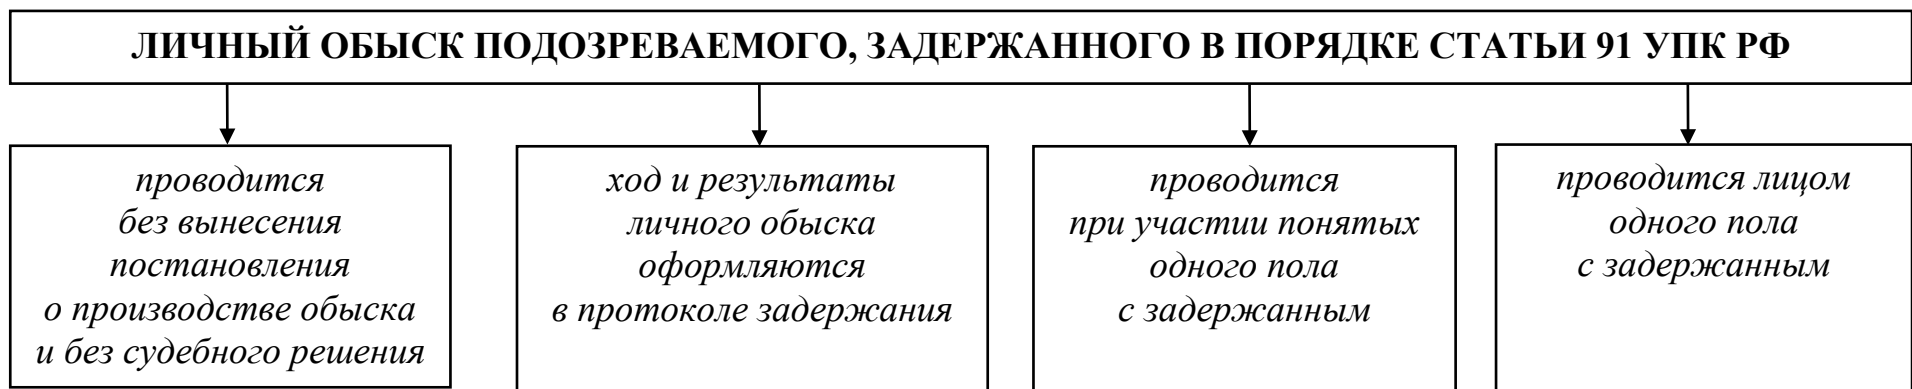 ЛИЧНЫЙ ОБЫСК ПОДОЗРЕВАЕМОГО, ЗАДЕРЖАННОГО В ПОРЯДКЕ СТАТЬИ 91 УПК РФ
проводится
без вынесения
постановления
о производстве обыска
и без судебного решения
ход и результаты
личного обыска
оформляются
в протоколе задержания
проводится
при участии понятых
одного пола
с задержанным
проводится лицом
одного пола
с задержанным